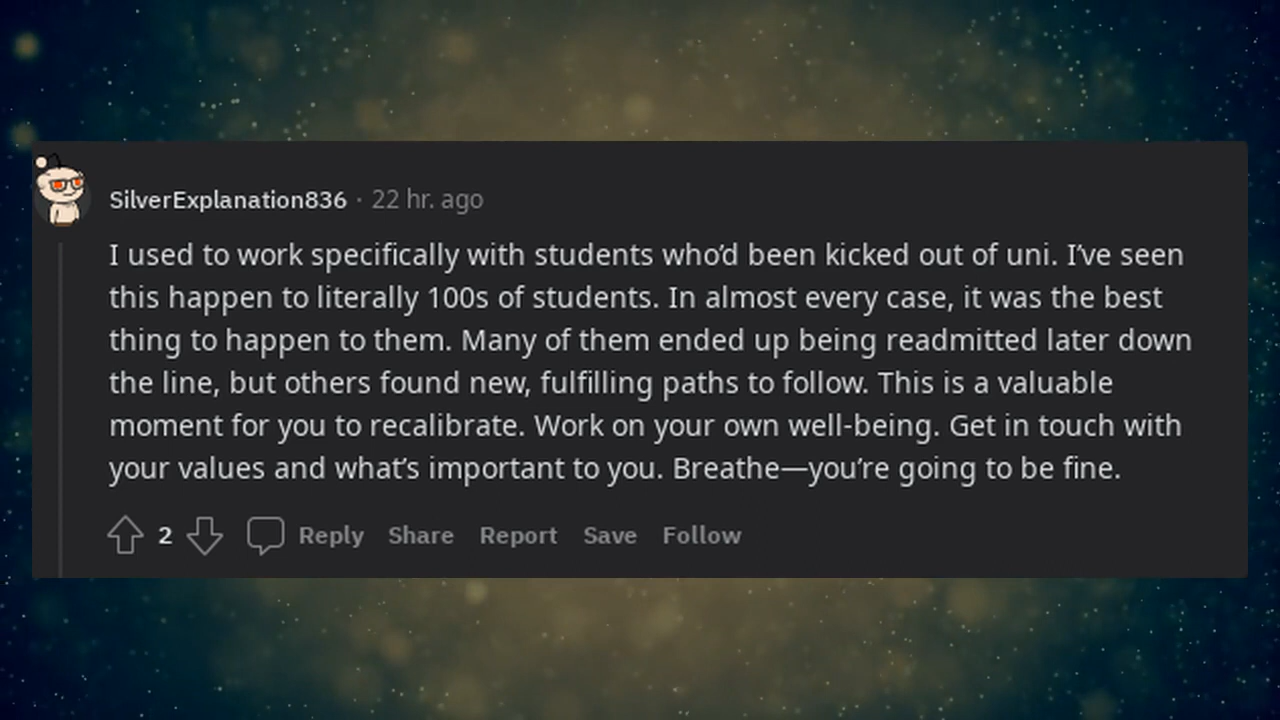 SilverExplanation836 · 22 hr. ago
I used to work specifically with students who’d been kicked out of uni. I’ve seen
this happen to literally 100s of students. In almost every case, it was the best
thing to happen to them. Many of them ended up being readmitted later down
the line, but others found new, fulfilling paths to follow. This is a valuable
moment for you to recalibrate. Work on your own well-being. Get in touch with
your values and what’s important to you. Breathe—you’re going to be fine.
2 Reply Share Report Save Follow